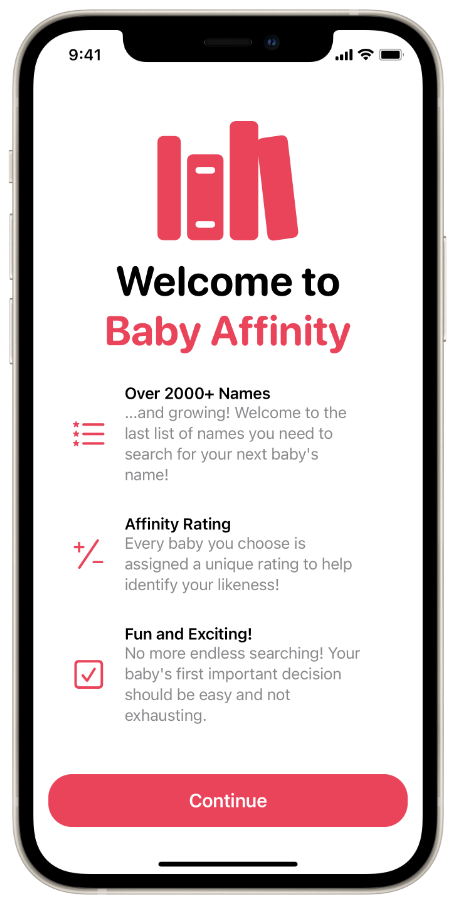 9:41
Welcome to
Baby Affinity
Over 2000+ Names
...and growing! Welcome to the
last list of names you need to
search for your next baby's
name!
Affinity Rating
Every baby you choose is
assigned a unique rating to help
identify your likeness!
Fun and Exciting!
No more endless searching! Your
baby's first important decision
should be easy and not
exhausting.
Continue